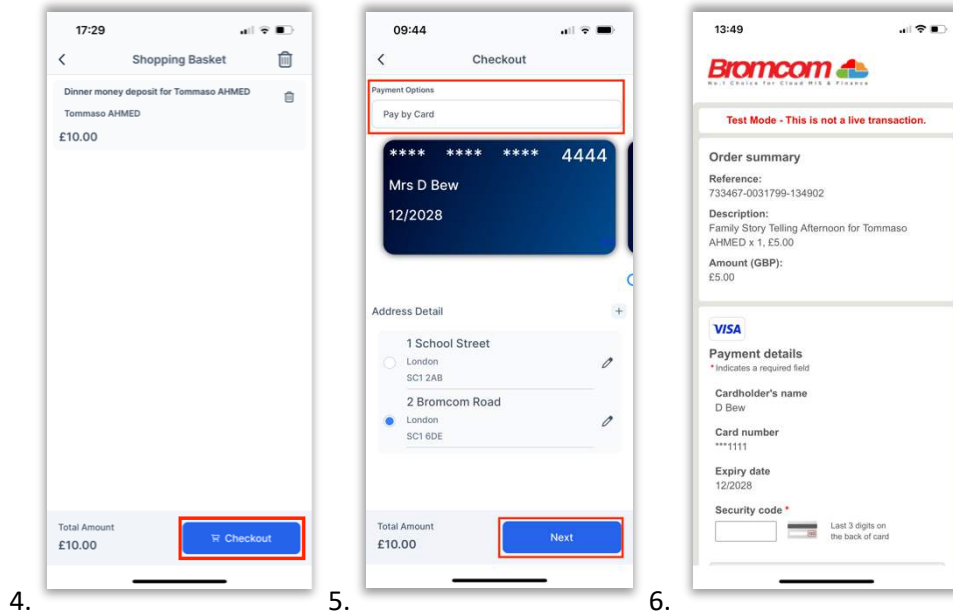 17:29
Shopping Basket
Dinner money deposit for Tommaso AHMED
Tommaso AHMED
£10.00
Total Amount
£10.00
Checkout
4.
09:44
Checkout
Payment Options
Pay by Card
**** **** **** 4444
Mrs D Bew
12/2028
Address Detail
+
1 School Street
London
SC1 2AB
2 Bromcom Road
London
SC1 6DE
Total Amount
£10.00
Next
5.
13:49
Bromcom
No.1 Choice for Cloud MIS & Finance
Test Mode - This is not a live transaction.
Order summary
Reference:
733467-0031799-134902
Description:
Family Story Telling Afternoon for Tommaso
AHMED x 1, £5.00
Amount (GBP):
£5.00
VISA
Payment details
* Indicates a required field
Cardholder's name
D Bew
Card number
***1111
Expiry date
12/2028
Security code *
Last 3 digits on
the back of card
6.